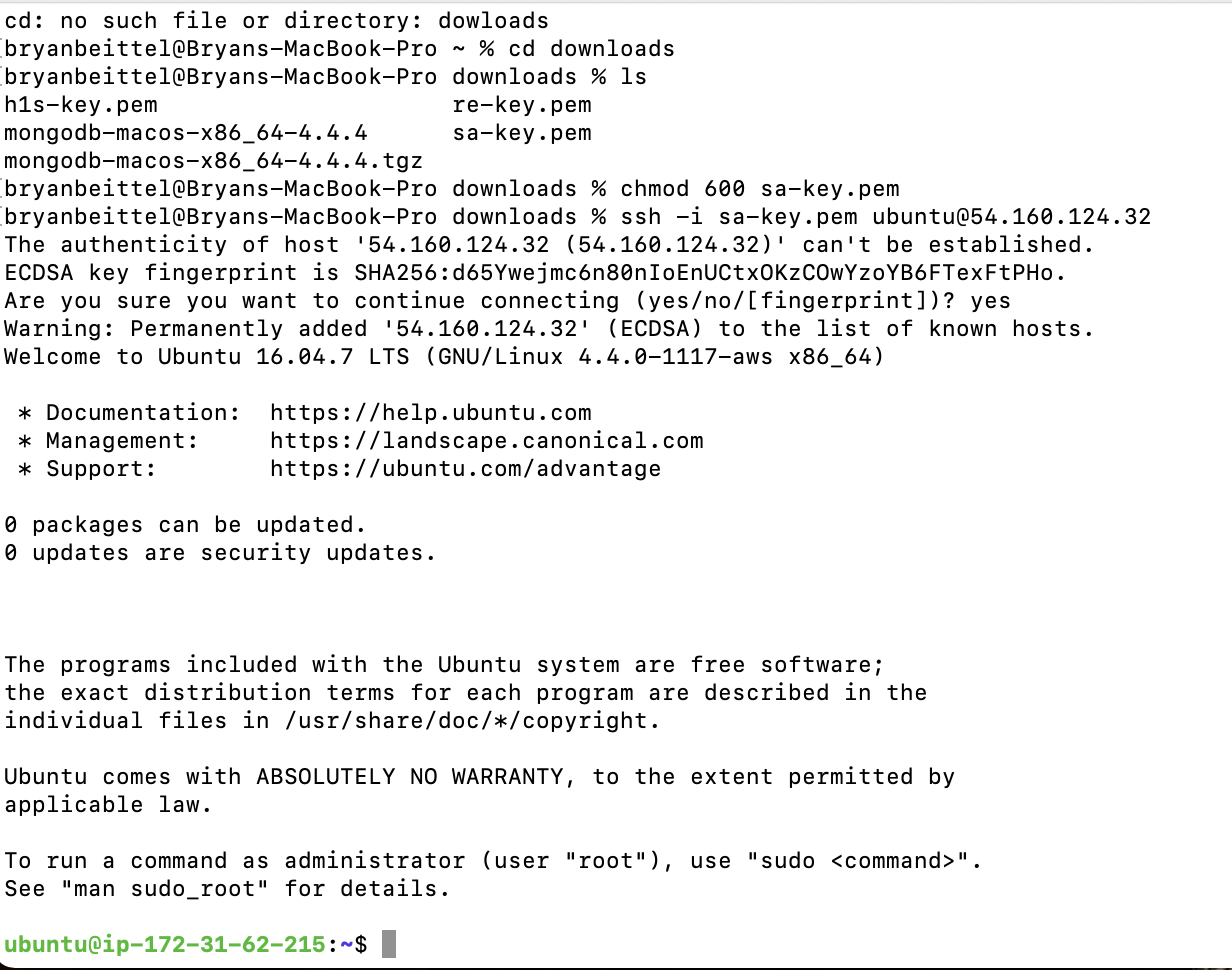 cd: no such file or directory: dowloads
bryanbeittel@Bryans-MacBook-Pro ~ % cd downloads
bryanbeittel@Bryans-MacBook-Pro downloads % ls
h1s-key.pem                     re-key.pem
mongodb-macos-x86_64-4.4.4      sa-key.pem
mongodb-macos-x86_64-4.4.4.tgz
bryanbeittel@Bryans-MacBook-Pro downloads % chmod 600 sa-key.pem
bryanbeittel@Bryans-MacBook-Pro downloads % ssh -i sa-key.pem ubuntu@54.160.124.32
The authenticity of host '54.160.124.32 (54.160.124.32)' can't be established.
ECDSA key fingerprint is SHA256:d65Ywejmc6n80nIoEnUCtxOKzCOwYzoYB6FTexFtPHo.
Are you sure you want to continue connecting (yes/no/[fingerprint])? yes
Warning: Permanently added '54.160.124.32' (ECDSA) to the list of known hosts.
Welcome to Ubuntu 16.04.7 LTS (GNU/Linux 4.4.0-1117-aws x86_64)

 * Documentation:  https://help.ubuntu.com
 * Management:     https://landscape.canonical.com
 * Support:        https://ubuntu.com/advantage

0 packages can be updated.
0 updates are security updates.

The programs included with the Ubuntu system are free software;
the exact distribution terms for each program are described in the
individual files in /usr/share/doc/*/copyright.

Ubuntu comes with ABSOLUTELY NO WARRANTY, to the extent permitted by
applicable law.

To run a command as administrator (user "root"), use "sudo <command>".
See "man sudo_root" for details.

ubuntu@ip-172-31-62-215:~$